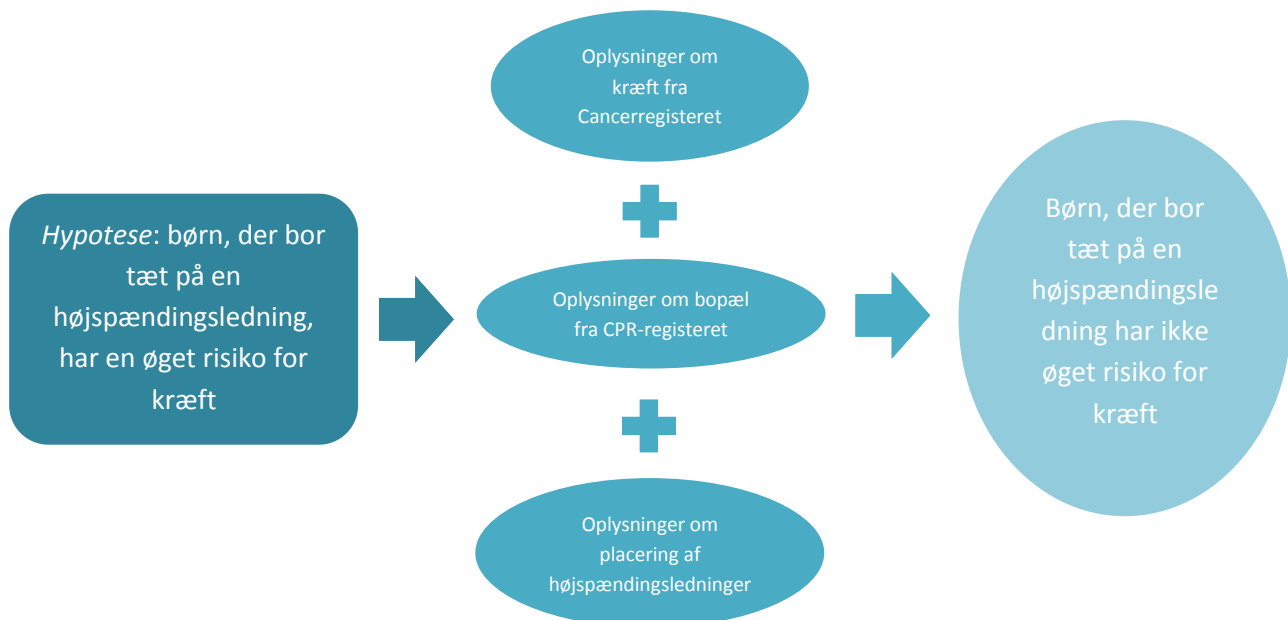 Hypotese: børn, der bor
tæt på en
højspændingsledning,
har en øget risiko for
kræft
Oplysninger om
kræft fra
Cancerregisteret
Oplysninger om bopæl
fra CPR-registeret
Oplysninger om
placering af
højspændingsledninger
Børn, der bor
tæt på en
højspændingsle
dning har ikke
øget risiko for
kræft